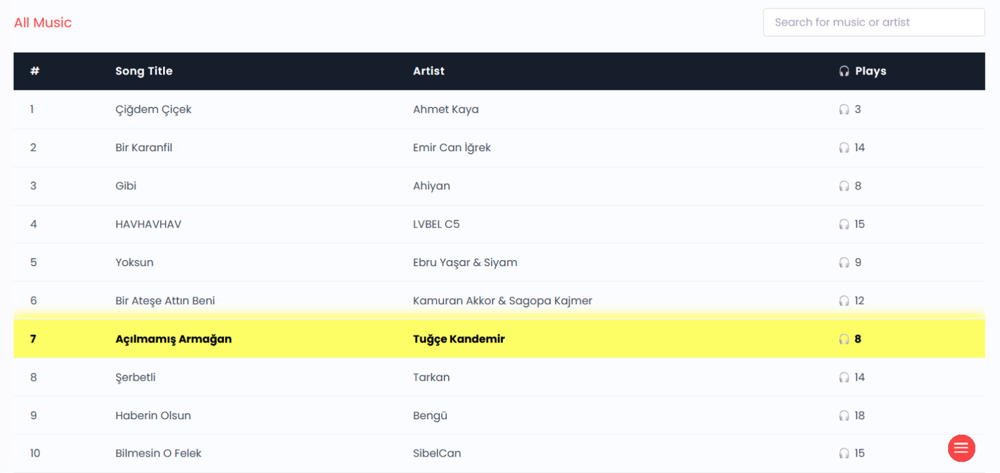 All Music
Search for music or artist
# Song Title Artist Plays
1 Çiğdem Çiçek Ahmet Kaya 3
2 Bir Karanfil Emir Can İğrek 14
3 Gibi Ahiyan 8
4 HAVHAVHAV LVBEL C5 15
5 Yoksun Ebru Yaşar & Siyam 9
6 Bir Ateşe Attın Beni Kamuran Akkor & Sagopa Kajmer 12
7 Açılmamış Armağan Tuğçe Kandemir 8
8 Şerbetli Tarkan 14
9 Haberin Olsun Bengü 18
10 Bilmesin O Felek SibelCan 15